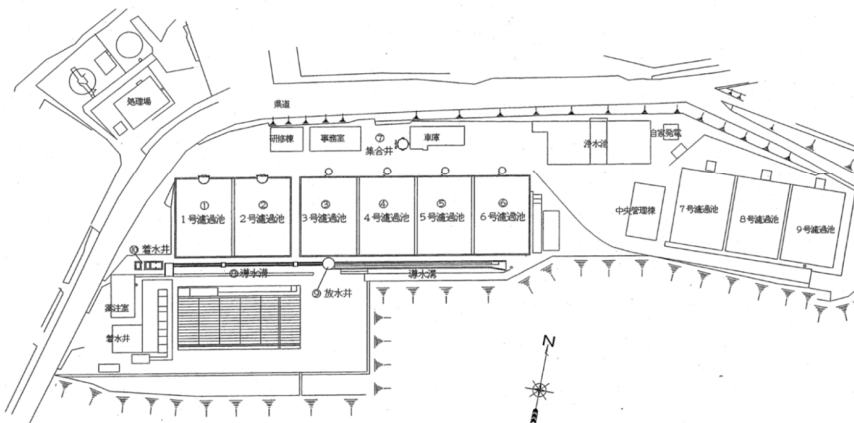 処理場
県道
研修棟
事務室
⑦
集合井
車庫
浄水池
自家発電
①
1号濾過池
②
2号濾過池
③
3号濾過池
④
4号濾過池
⑤
5号濾過池
⑥
6号濾過池
中央管理棟
7号濾過池
8号濾過池
9号濾過池
着水井
導水溝
導水溝
⑨ 放水井
薬注室
着水井
N